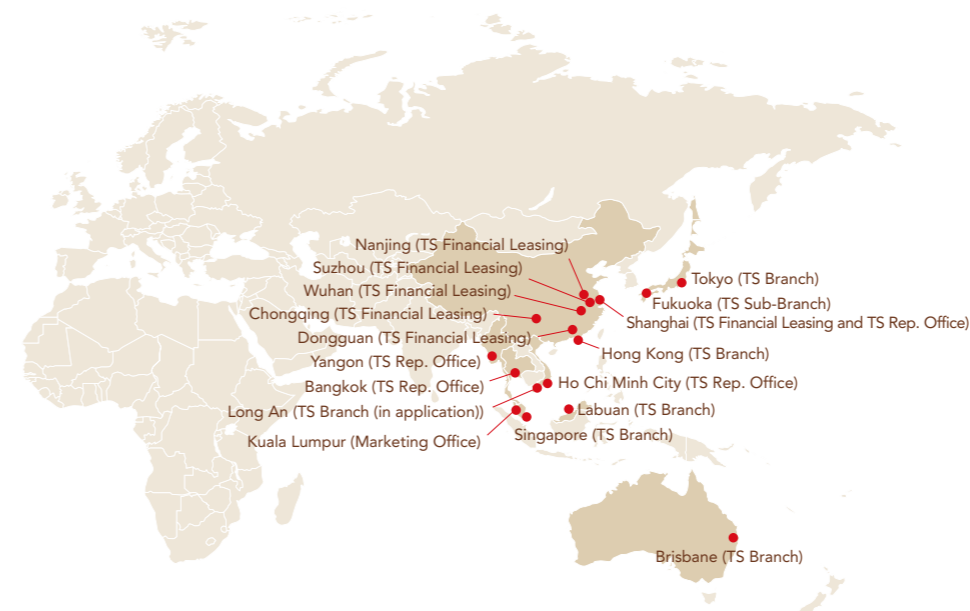 Nanjing (TS Financial Leasing)
Suzhou (TS Financial Leasing)
Wuhan (TS Financial Leasing)
Chongqing (TS Financial Leasing)
Dongguan (TS Financial Leasing)
Yangon (TS Rep. Office)
Bangkok (TS Rep. Office)
Long An (TS Branch (in application))
Kuala Lumpur (Marketing Office)
Tokyo (TS Branch)
Fukuoka (TS Sub-Branch)
Shanghai (TS Financial Leasing and TS Rep. Office)
Hong Kong (TS Branch)
Ho Chi Minh City (TS Rep. Office)
Labuan (TS Branch)
Singapore (TS Branch)
Brisbane (TS Branch)